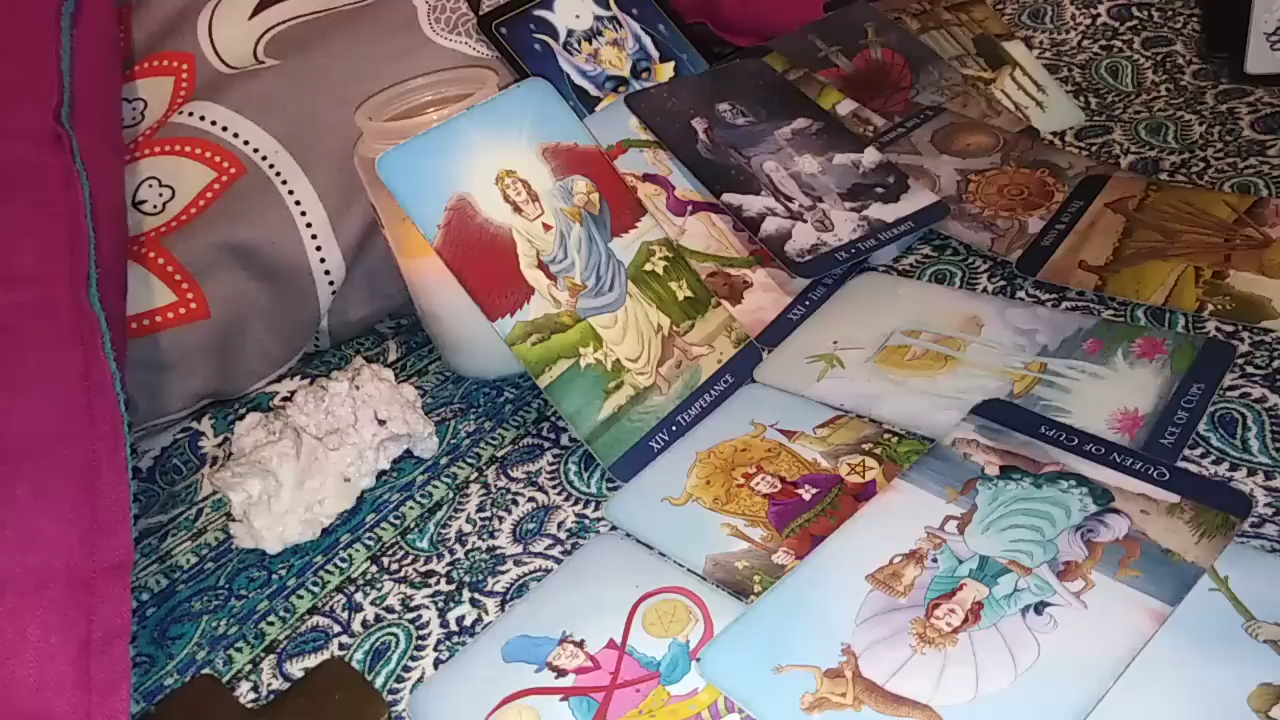 IX • THE HERMIT
XXI • THE WO
TEN OF WANDS
XIV • TEMPERANCE
ACE OF CUPS
QUEEN OF CUPS